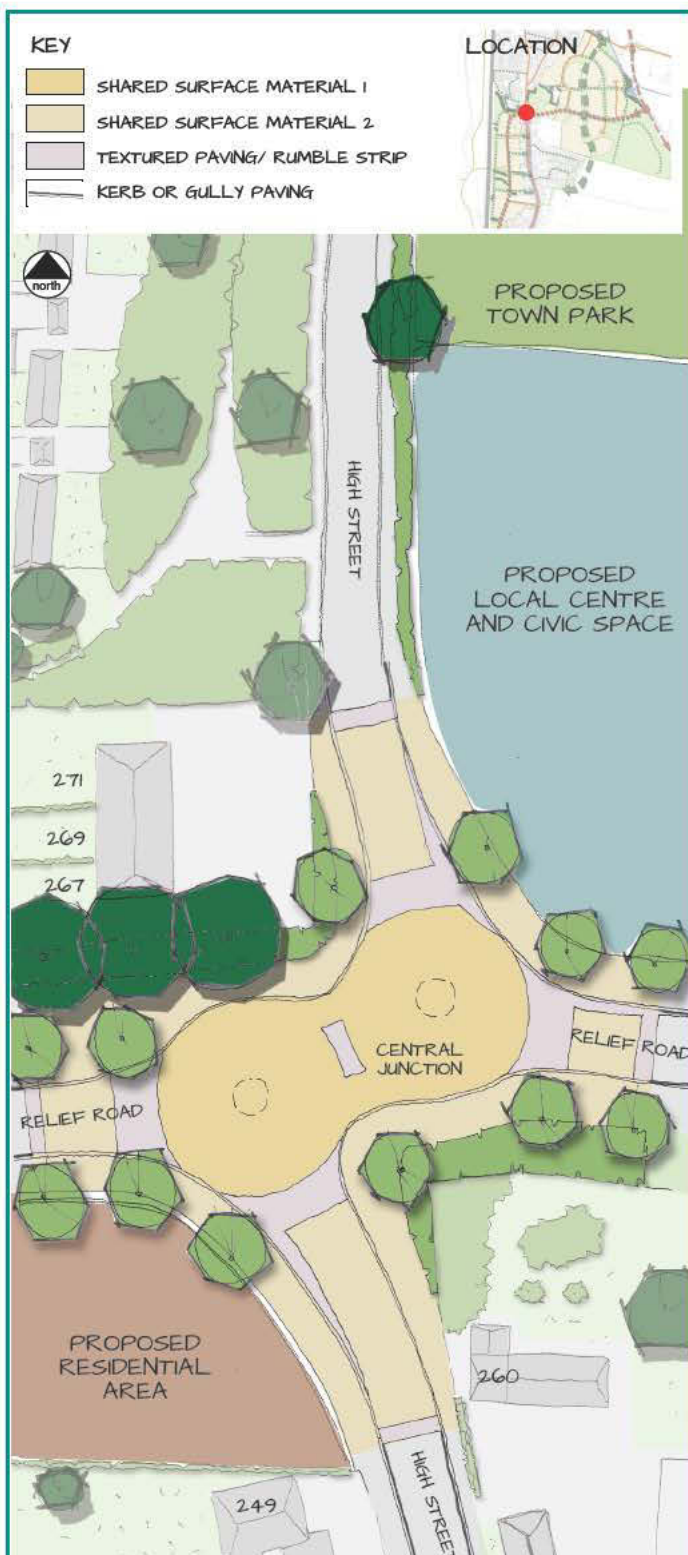 KEY
LOCATION
SHARED SURFACE MATERIAL 1
SHARED SURFACE MATERIAL 2
TEXTURED PAVING/ RUMBLE STRIP
KERB OR GULLY PAVING
north
PROPOSED
TOWN PARK
HIGH STREET
PROPOSED
LOCAL CENTRE
AND CIVIC SPACE
271
269
267
CENTRAL
JUNCTION
RELIEF ROAD
RELIEF ROAD
PROPOSED
RESIDENTIAL
AREA
260
HIGH STREET
249